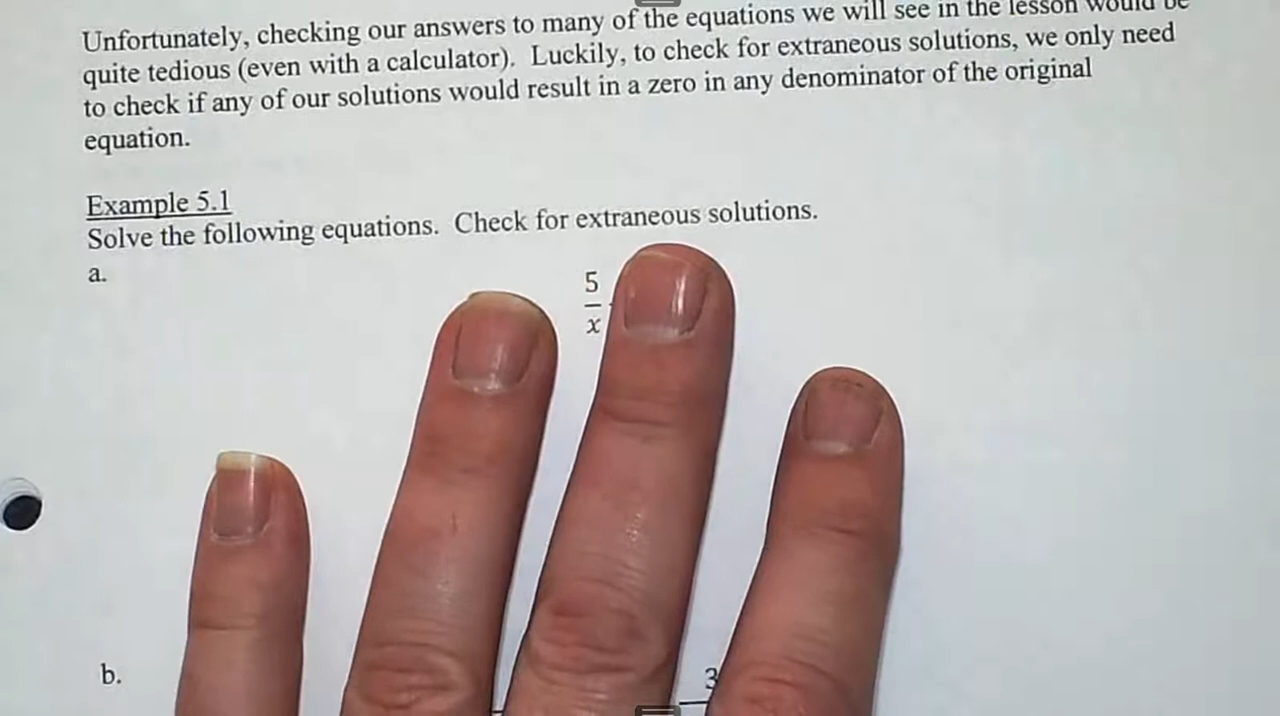 Unfortunately, checking our answers to many of the equations we will see in the lesson would be
quite tedious (even with a calculator). Luckily, to check for extraneous solutions, we only need
to check if any of our solutions would result in a zero in any denominator of the original
equation.
Example 5.1
Solve the following equations. Check for extraneous solutions.
a.
5
x
b.
3